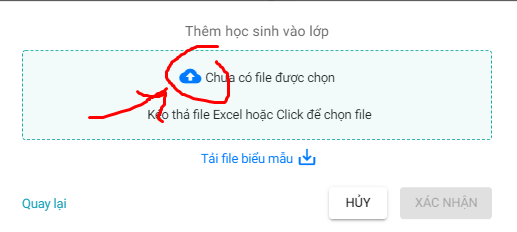 Thêm học sinh vào lớp
Chưa có file được chọn
Kéo thả file Excel hoặc Click để chọn file
Tải file biểu mẫu
Quay lại
HỦY
XÁC NHẬN